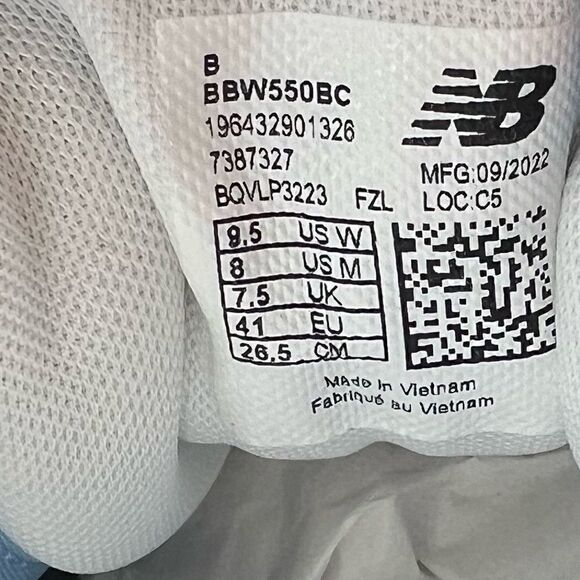 B
BBW550BC
196432901326
7387327
BQVLP3223 FZL
NB
MFG:09/2022
LOC:C5
9.5 US W
8 US M
7.5 UK
41 EU
26.5 CM
Made in Vietnam
Fabriqué au Vietnam